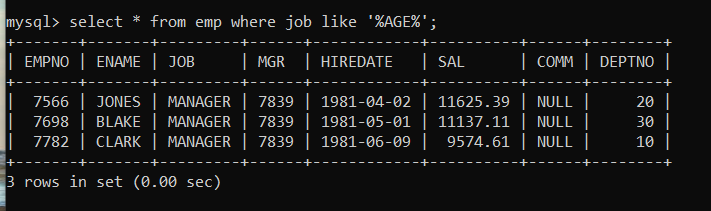 mysql> select * from emp where job like '%AGE%';
+-------+-------+---------+------+------------+----------+------+--------+
| EMPNO | ENAME | JOB     | MGR  | HIREDATE   | SAL      | COMM | DEPTNO |
+-------+-------+---------+------+------------+----------+------+--------+
|  7566 | JONES | MANAGER | 7839 | 1981-04-02 | 11625.39 | NULL |     20 |
|  7698 | BLAKE | MANAGER | 7839 | 1981-05-01 | 11137.11 | NULL |     30 |
|  7782 | CLARK | MANAGER | 7839 | 1981-06-09 |  9574.61 | NULL |     10 |
+-------+-------+---------+------+------------+----------+------+--------+
3 rows in set (0.00 sec)